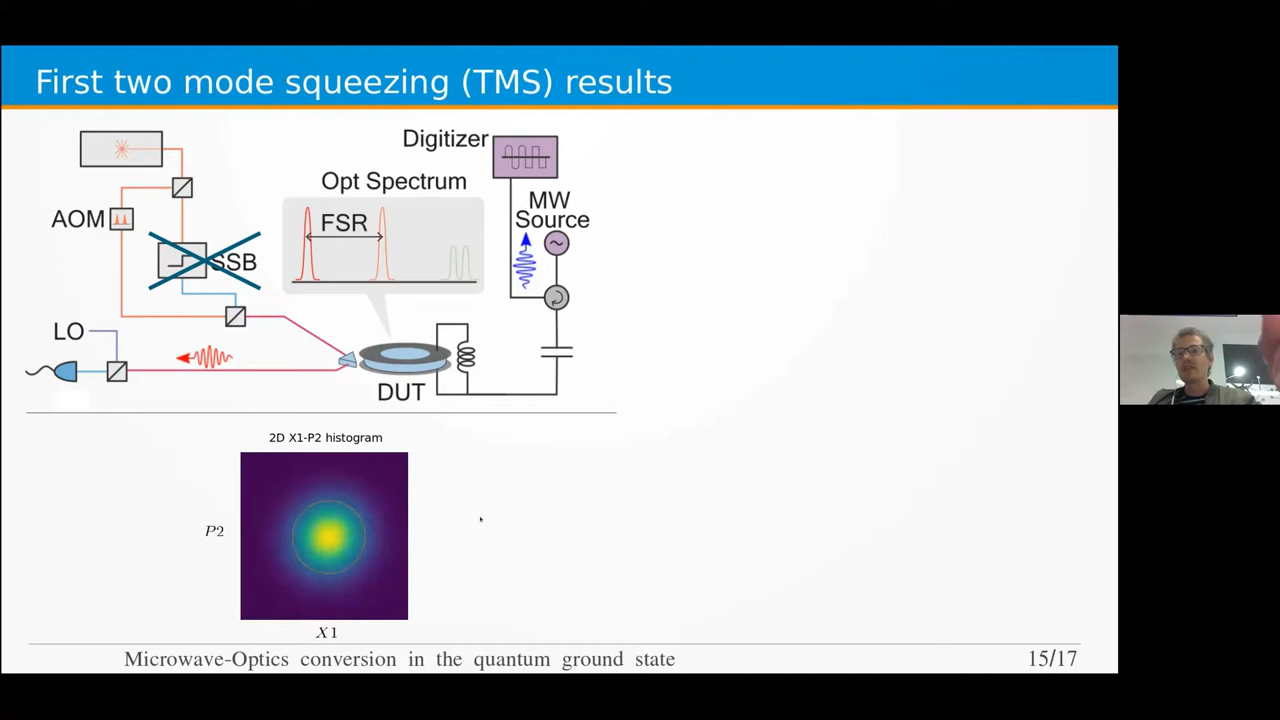 First two mode squeezing (TMS) results
Digitizer
Opt Spectrum
MW
Source
AOM
FSR
SSB
LO
DUT
2D X1-P2 histogram
P2
X1
Microwave-Optics conversion in the quantum ground state
15/17